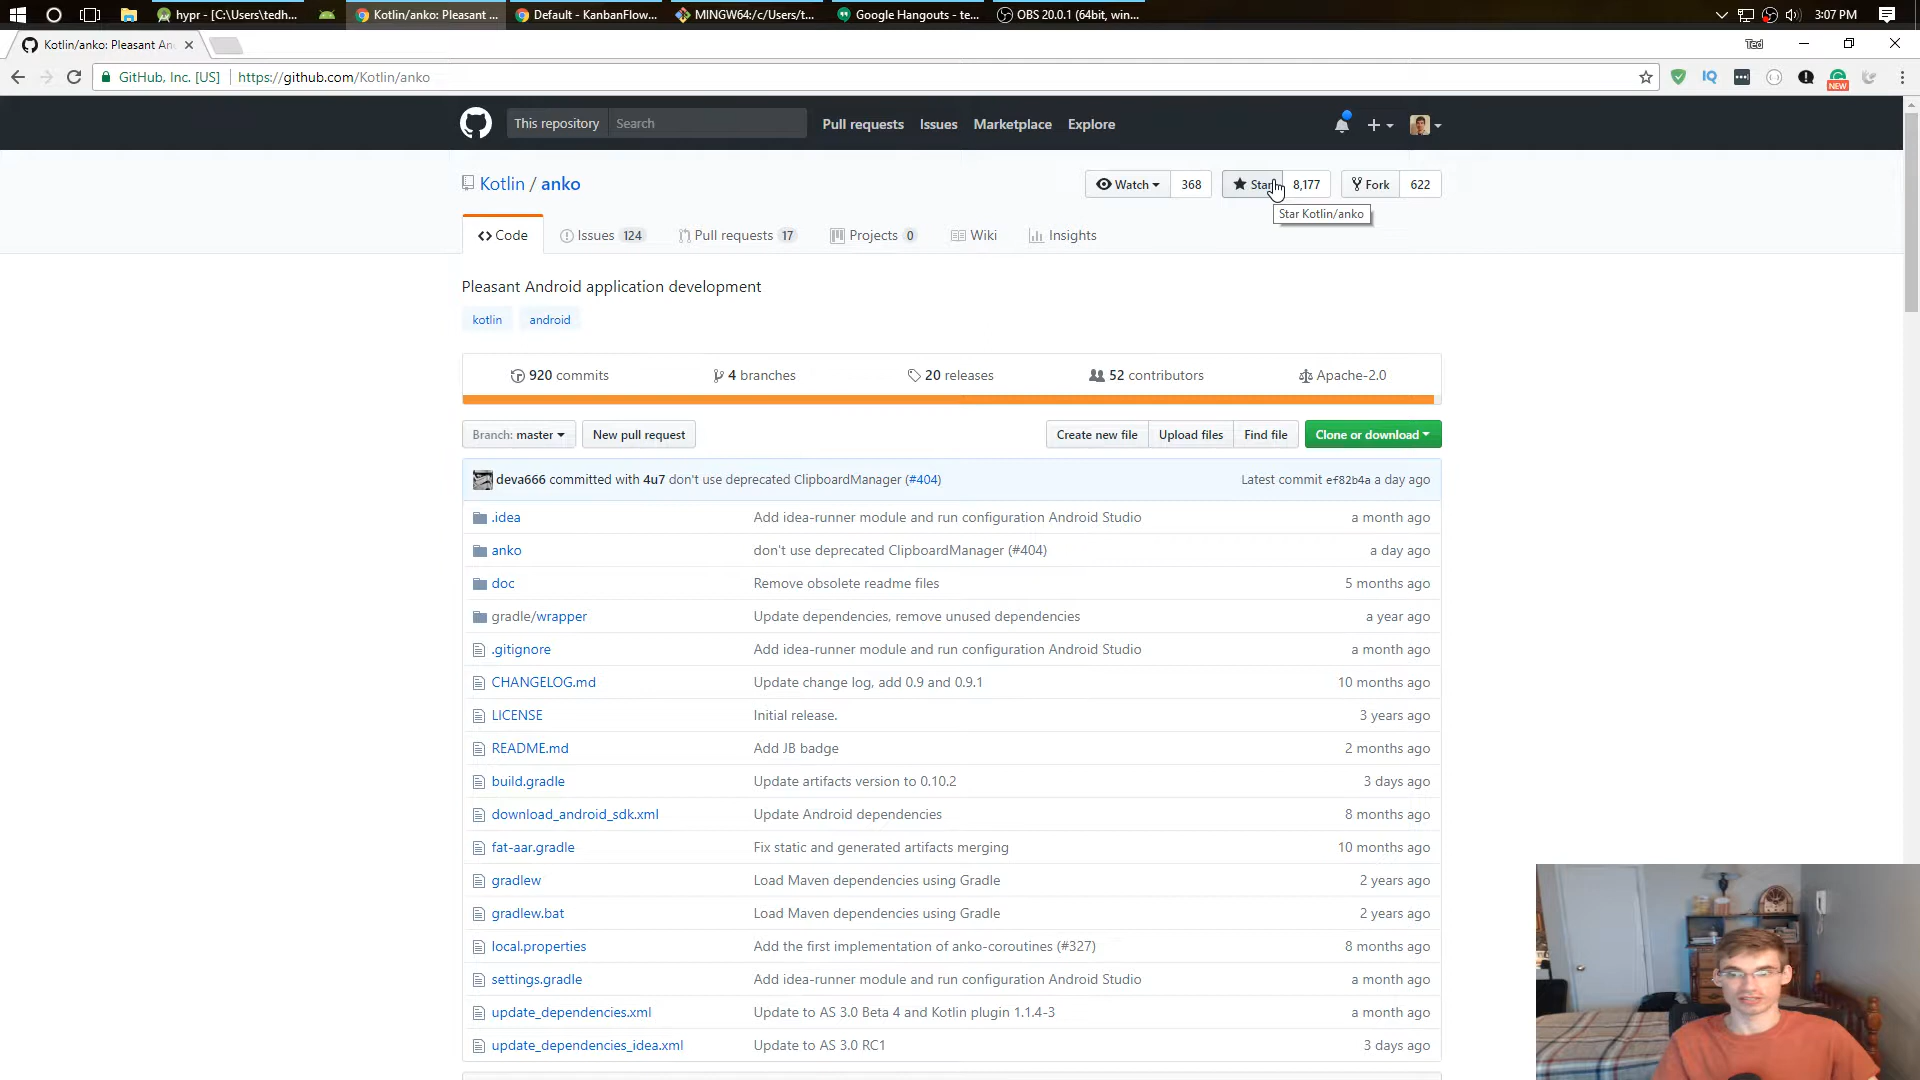 hypr - [C:\Users\tedh...
Kotlin/anko: Pleasant ...
Default - KanbanFlow...
MINGW64:/c/Users/t...
Google Hangouts - te...
OBS 20.0.1 (64bit, win...
3:07 PM
Kotlin/anko: Pleasant An
Ted
GitHub, Inc. [US]
https://github.com/Kotlin/anko
IQ
NEW
This repository
Search
Pull requests
Issues
Marketplace
Explore
Kotlin / anko
Watch 368
Star 8,177
Fork 622
Star Kotlin/anko
Code
Issues 124
Pull requests 17
Projects 0
Wiki
Insights
Pleasant Android application development
kotlin
android
920 commits
4 branches
20 releases
52 contributors
Apache-2.0
Branch: master
New pull request
Create new file
Upload files
Find file
Clone or download
deva666 committed with 4u7 don't use deprecated ClipboardManager (#404)
Latest commit ef82b4a a day ago
.idea Add idea-runner module and run configuration Android Studio a month ago
anko don't use deprecated ClipboardManager (#404) a day ago
doc Remove obsolete readme files 5 months ago
gradle/wrapper Update dependencies, remove unused dependencies a year ago
.gitignore Add idea-runner module and run configuration Android Studio a month ago
CHANGELOG.md Update change log, add 0.9 and 0.9.1 10 months ago
LICENSE Initial release. 3 years ago
README.md Add JB badge 2 months ago
build.gradle Update artifacts version to 0.10.2 3 days ago
download_android_sdk.xml Update Android dependencies 8 months ago
fat-aar.gradle Fix static and generated artifacts merging 10 months ago
gradlew Load Maven dependencies using Gradle 2 years ago
gradlew.bat Load Maven dependencies using Gradle 2 years ago
local.properties Add the first implementation of anko-coroutines (#327) 8 months ago
settings.gradle Add idea-runner module and run configuration Android Studio a month ago
update_dependencies.xml Update to AS 3.0 Beta 4 and Kotlin plugin 1.1.4-3 a month ago
update_dependencies_idea.xml Update to AS 3.0 RC1 3 days ago